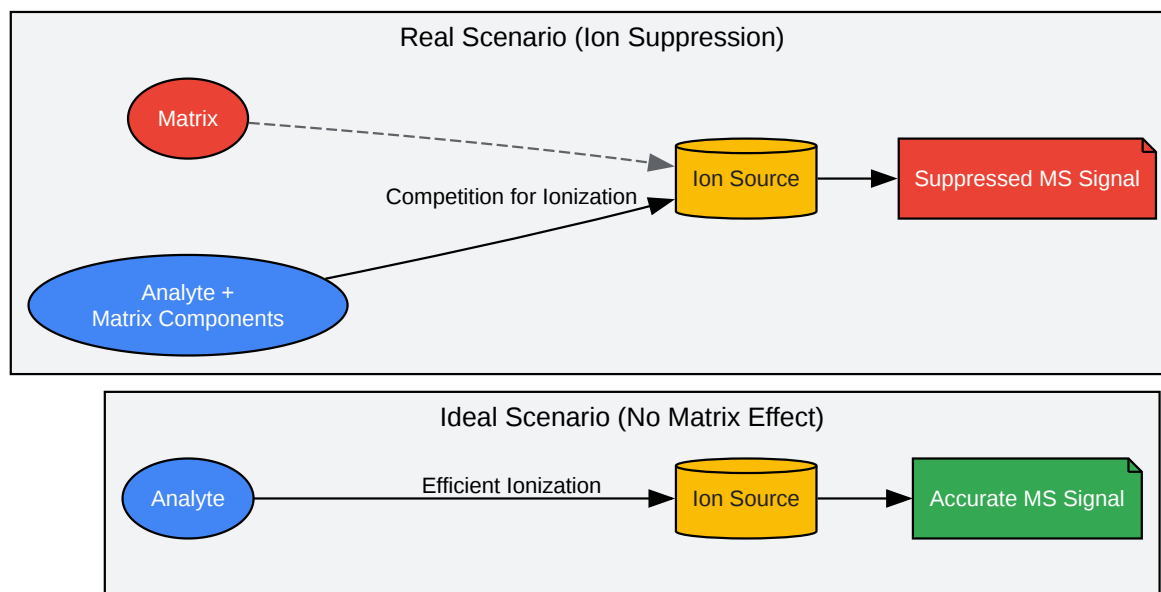 Real Scenario (Ion Suppression)
Matrix
Ion Source
Suppressed MS Signal
Competition for Ionization
Analyte +
Matrix Components
Ideal Scenario (No Matrix Effect)
Analyte
Efficient Ionization
Ion Source
Accurate MS Signal